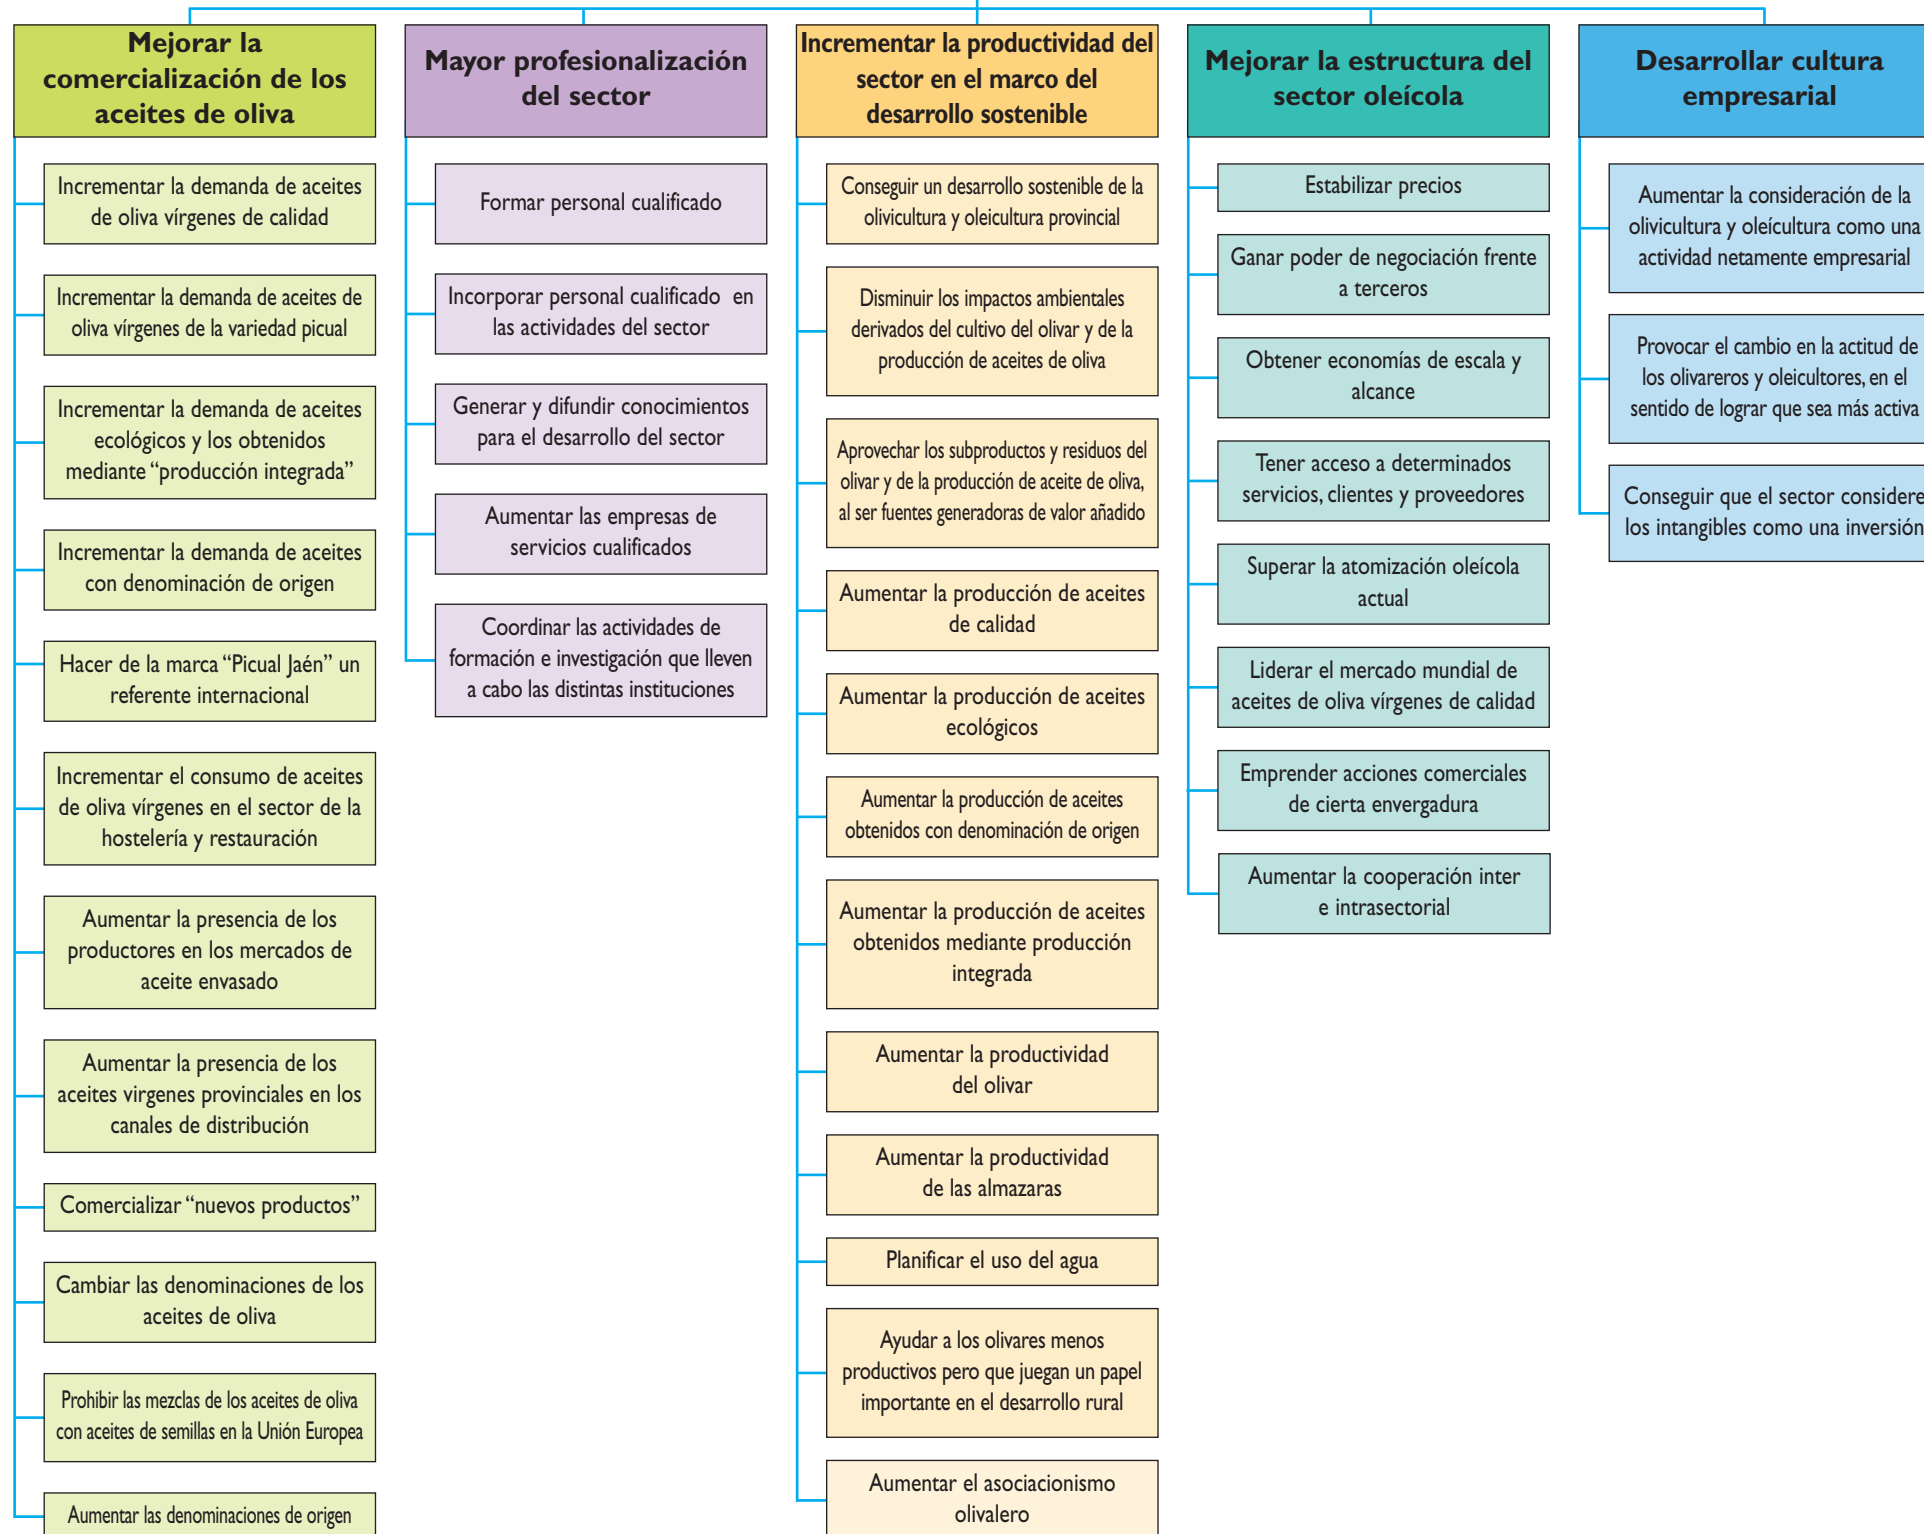 Mejorar la
comercialización de los
aceites de oliva
Incrementar la demanda de aceites
de oliva vírgenes de calidad
Incrementar la demanda de aceites de
oliva vírgenes de la variedad picual
Incrementar la demanda de aceites
ecológicos y los obtenidos
mediante “producción integrada”
Incrementar la demanda de aceites
con denominación de origen
Hacer de la marca “Picual Jaén” un
referente internacional
Incrementar el consumo de aceites
de oliva vírgenes en el sector de la
hostelería y restauración
Aumentar la presencia de los
productores en los mercados de
aceite envasado
Aumentar la presencia de los
aceites virgenes provinciales en los
canales de distribución
Comercializar “nuevos productos”
Cambiar las denominaciones de los
aceites de oliva
Prohibir las mezclas de los aceites de oliva
con aceites de semillas en la Unión Europea
Aumentar las denominaciones de origen
Mayor profesionalización
del sector
Formar personal cualificado
Incorporar personal cualificado en
las actividades del sector
Generar y difundir conocimientos
para el desarrollo del sector
Aumentar las empresas de
servicios cualificados
Coordinar las actividades de
formación e investigación que lleven
a cabo las distintas instituciones
Incrementar la productividad del
sector en el marco del
desarrollo sostenible
Conseguir un desarrollo sostenible de la
olivicultura y oleicultura provincial
Disminuir los impactos ambientales
derivados del cultivo del olivar y de la
producción de aceites de oliva
Aprovechar los subproductos y residuos del
olivar y de la producción de aceite de oliva,
al ser fuentes generadoras de valor añadido
Aumentar la producción de aceites
de calidad
Aumentar la producción de aceites
ecológicos
Aumentar la producción de aceites
obtenidos con denominación de origen
Aumentar la producción de aceites
obtenidos mediante producción
integrada
Aumentar la productividad
del olivar
Aumentar la productividad
de las almazaras
Planificar el uso del agua
Ayudar a los olivares menos
productivos pero que juegan un papel
importante en el desarrollo rural
Aumentar el asociacionismo
olivalero
Mejorar la estructura del
sector oleícola
Estabilizar precios
Ganar poder de negociación frente
a terceros
Obtener economías de escala y
alcance
Tener acceso a determinados
servicios, clientes y proveedores
Superar la atomización oleícola
actual
Liderar el mercado mundial de
aceites de oliva vírgenes de calidad
Emprender acciones comerciales
de cierta envergadura
Aumentar la cooperación inter
e intrasectorial
Desarrollar cultura
empresarial
Aumentar la consideración de la
olivicultura y oleícultura como una
actividad netamente empresarial
Provocar el cambio en la actitud de
los olivareros y oleicultores, en el
sentido de lograr que sea más activa
Conseguir que el sector considere
los intangibles como una inversión